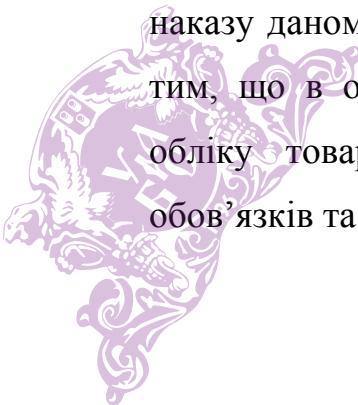 наказу даном
тим, що в о
обліку товар
обов’язків та